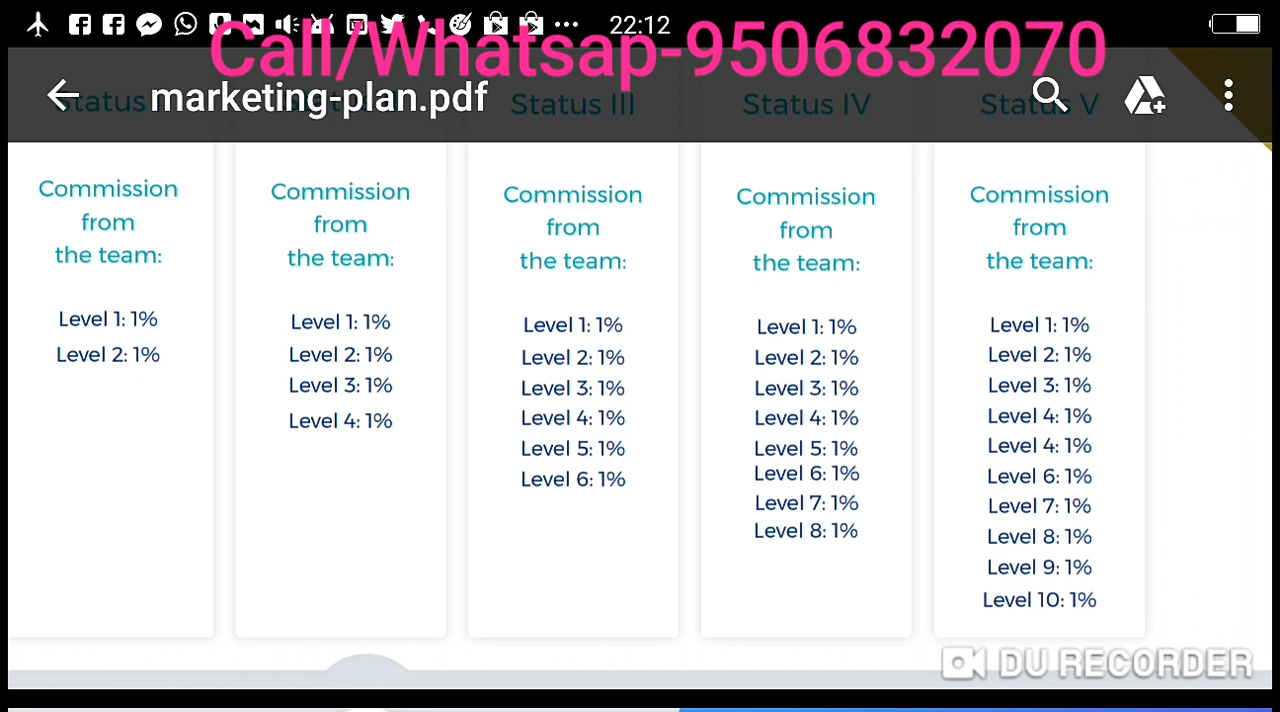 22:12
Call/Whatsap-9506832070
marketing-plan.pdf
Status
Status III
Status IV
Status V
Commission
from
the team:
Level 1: 1%
Level 2: 1%
Commission
from
the team:
Level 1: 1%
Level 2: 1%
Level 3: 1%
Level 4: 1%
Commission
from
the team:
Level 1: 1%
Level 2: 1%
Level 3: 1%
Level 4: 1%
Level 5: 1%
Level 6: 1%
Commission
from
the team:
Level 1: 1%
Level 2: 1%
Level 3: 1%
Level 4: 1%
Level 5: 1%
Level 6: 1%
Level 7: 1%
Level 8: 1%
Commission
from
the team:
Level 1: 1%
Level 2: 1%
Level 3: 1%
Level 4: 1%
Level 4: 1%
Level 6: 1%
Level 7: 1%
Level 8: 1%
Level 9: 1%
Level 10: 1%
DU RECORDER